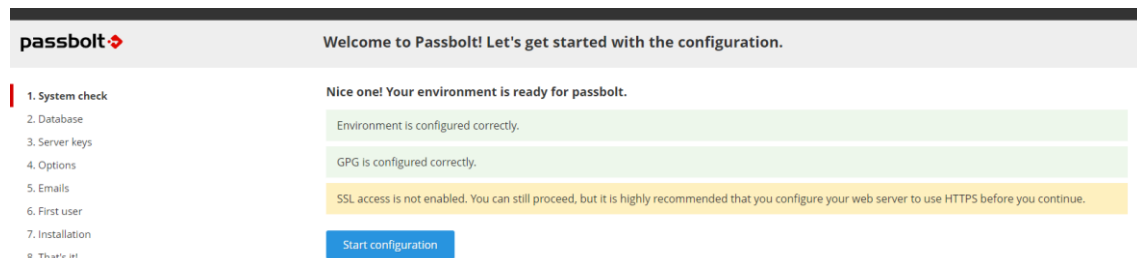 passbolt
Welcome to Passbolt! Let's get started with the configuration.
1. System check
2. Database
3. Server keys
4. Options
5. Emails
6. First user
7. Installation
8. That's it!
Nice one! Your environment is ready for passbolt.
Environment is configured correctly.
GPG is configured correctly.
SSL access is not enabled. You can still proceed, but it is highly recommended that you configure your web server to use HTTPS before you continue.
Start configuration